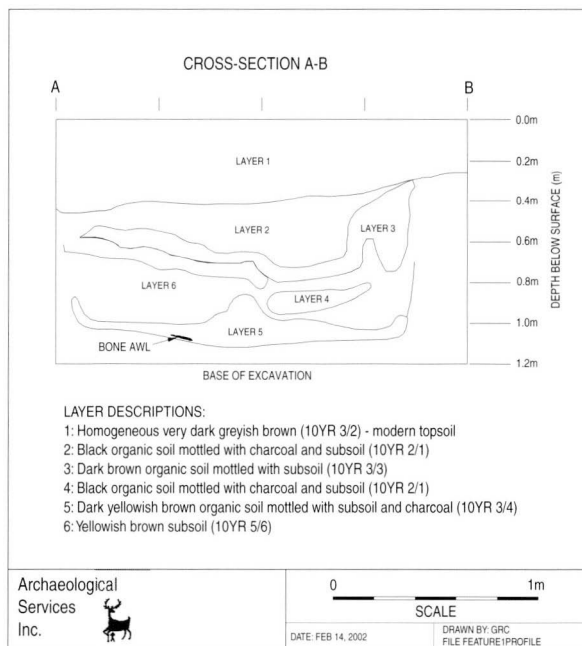 CROSS-SECTION A-B
A
B
0.0m
LAYER 1
0.2m
0.4m
LAYER 2
LAYER 3
0.6m
LAYER 6
0.8m
LAYER 4
1.0m
LAYER 5
BONE AWL
1.2m
DEPTH BELOW SURFACE (m)
BASE OF EXCAVATION
LAYER DESCRIPTIONS:
1: Homogeneous very dark greyish brown (10YR 3/2) - modern topsoil
2: Black organic soil mottled with charcoal and subsoil (10YR 2/1)
3: Dark brown organic soil mottled with subsoil (10YR 3/3)
4: Black organic soil mottled with charcoal and subsoil (10YR 2/1)
5: Dark yellowish brown organic soil mottled with subsoil and charcoal (10YR 3/4)
6: Yellowish brown subsoil (10YR 5/6)
Archaeological
Services
Inc.
0
1m
SCALE
DATE: FEB 14, 2002
DRAWN BY: GRC
FILE FEATURE1PROFILE